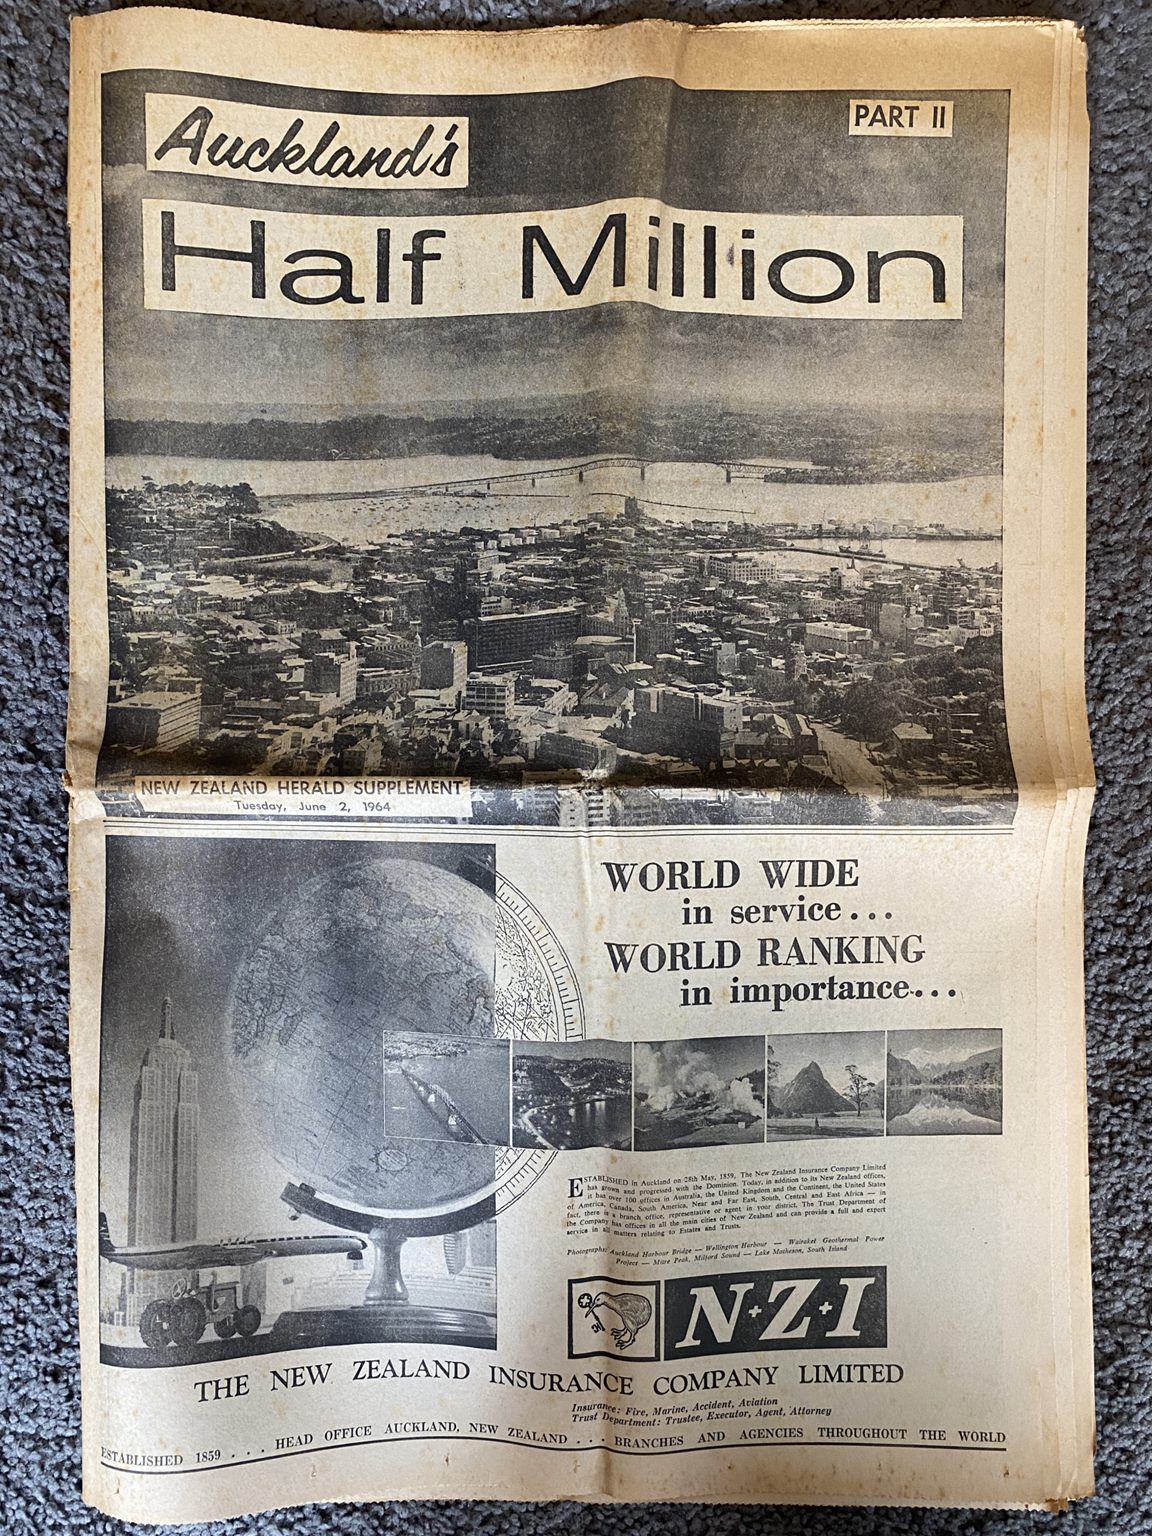 Auckland's
PART II
Half Million
NEW ZEALAND HERALD SUPPLEMENT
Tuesday, June 2, 1964
WORLD WIDE
in service...
WORLD RANKING
in importance...
ESTABLISHED in Auckland on 28th May, 1859, The New Zealand Insurance Company Limited
has grown and progressed with the Dominion. Today, in addition to its New Zealand offices,
it has over 100 offices in Australia, the United Kingdom and the Continent, the United States
of America, Canada, South America, Near and Far East, South, Central and East Africa — in
fact, there is a branch office, representative or agent in your district. The Trust Department of
the Company has offices in all the main cities of New Zealand and can provide a full and expert
service in all matters relating to Estates and Trusts.
Photographs: Auckland Harbour Bridge — Wellington Harbour — Wairakei Geothermal Power
Project — Mitre Peak, Milford Sound — Lake Matheson, South Island
N+Z+I
THE NEW ZEALAND INSURANCE COMPANY LIMITED
Insurance: Fire, Marine, Accident, Aviation
Trust Department: Trustee, Executor, Agent, Attorney
ESTABLISHED 1859 . . . HEAD OFFICE AUCKLAND, NEW ZEALAND . . . BRANCHES AND AGENCIES THROUGHOUT THE WORLD